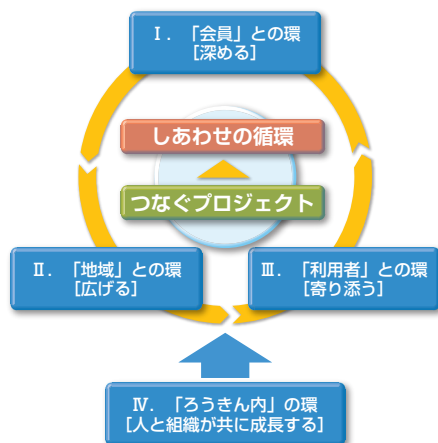 Ⅰ．「会員」との環
[深める]
しあわせの循環
つなぐプロジェクト
Ⅱ．「地域」との環
[広げる]
Ⅲ．「利用者」との環
[寄り添う]
Ⅳ．「ろうきん内」の環
[人と組織が共に成長する]